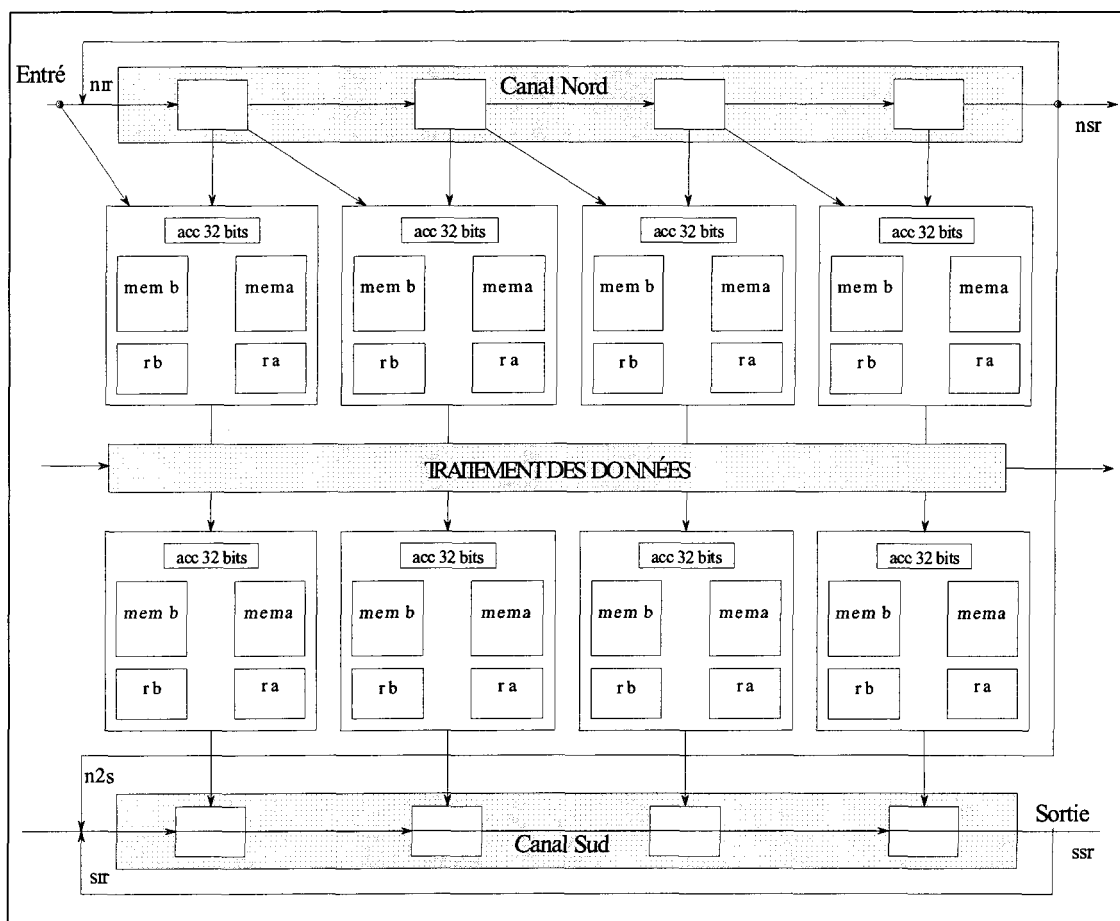 Entré
nrr
Canal Nord
nsr
acc 32 bits
acc 32 bits
acc 32 bits
acc 32 bits
mem b
mema
mem b
mema
mem b
mema
mem b
mema
rb
ra
rb
ra
rb
ra
rb
ra
TRAITEMENT DES DONNÉES
acc 32 bits
acc 32 bits
acc 32 bits
acc 32 bits
mem b
mema
mem b
mema
mem b
mema
mem b
mema
rb
ra
rb
ra
rb
ra
rb
ra
n2s
Sortie
Canal Sud
ssr
srr